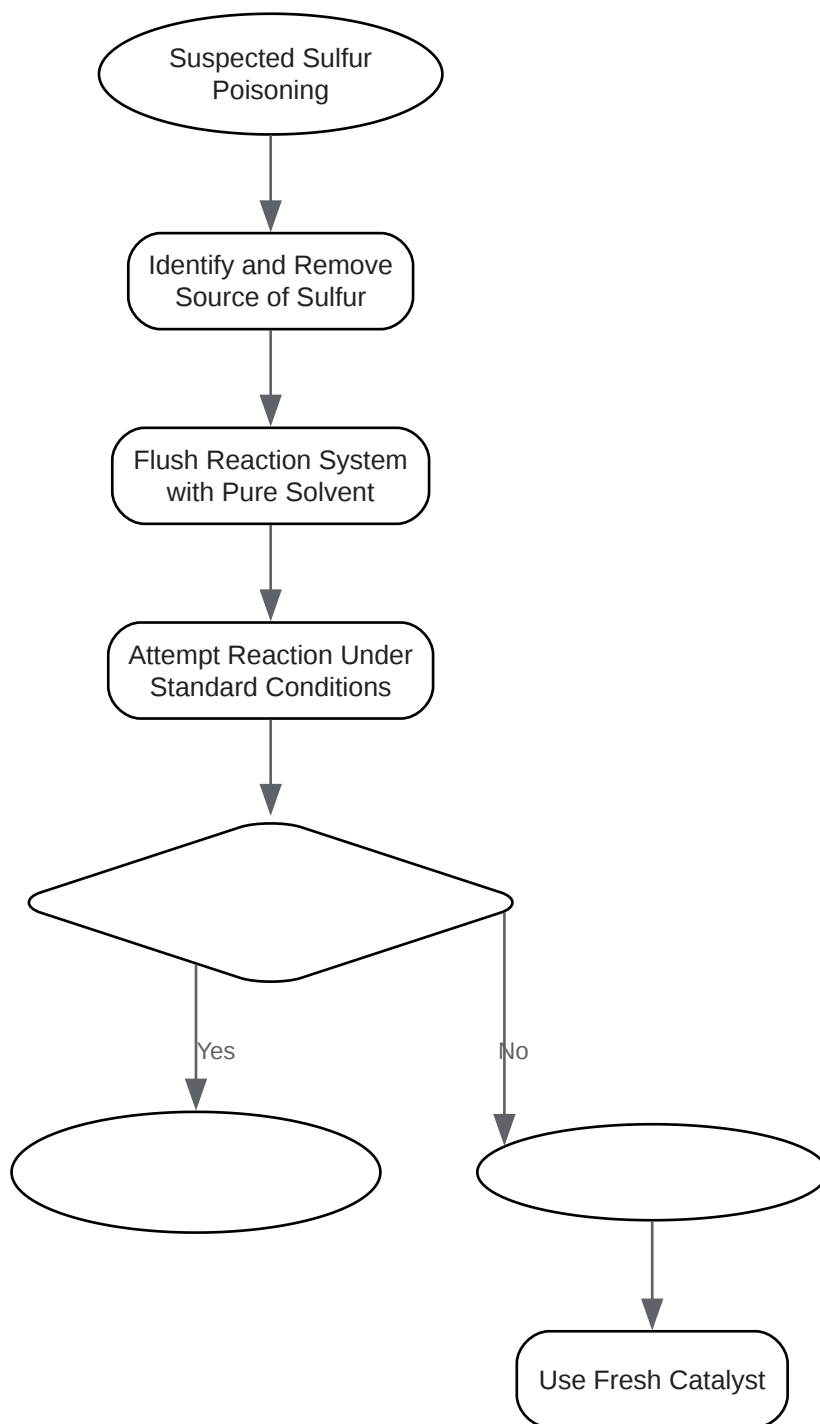 Suspected Sulfur
Poisoning
Identify and Remove
Source of Sulfur
Flush Reaction System
with Pure Solvent
Attempt Reaction Under
Standard Conditions
Yes
No
Use Fresh Catalyst